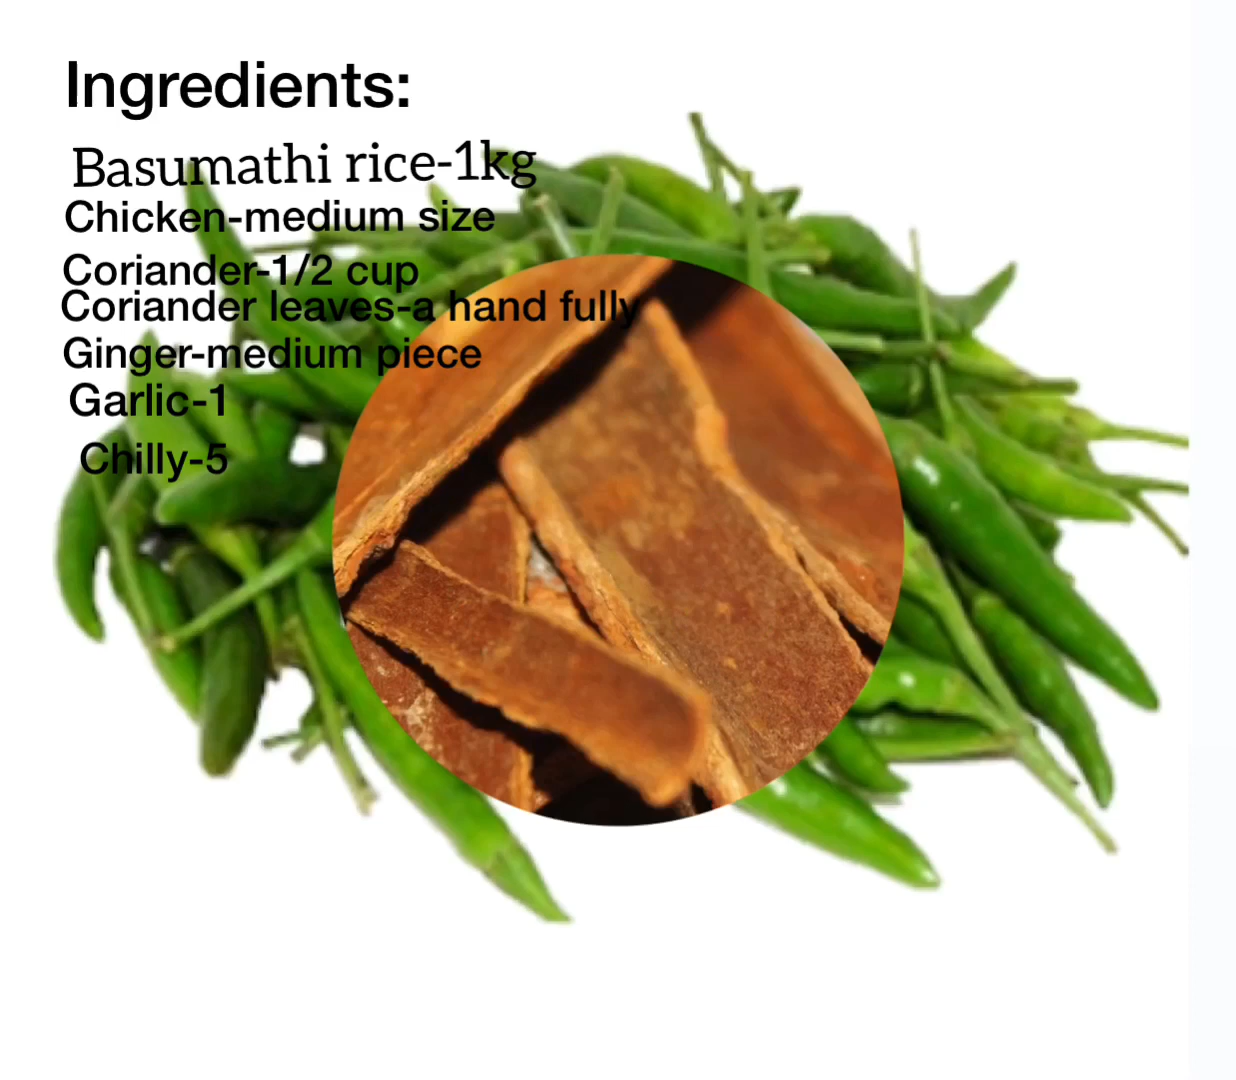 Ingredients:
Basumathi rice-1kg
Chicken-medium size
Coriander-1/2 cup
Coriander leaves-a hand fully
Ginger-medium piece
Garlic-1
Chilly-5